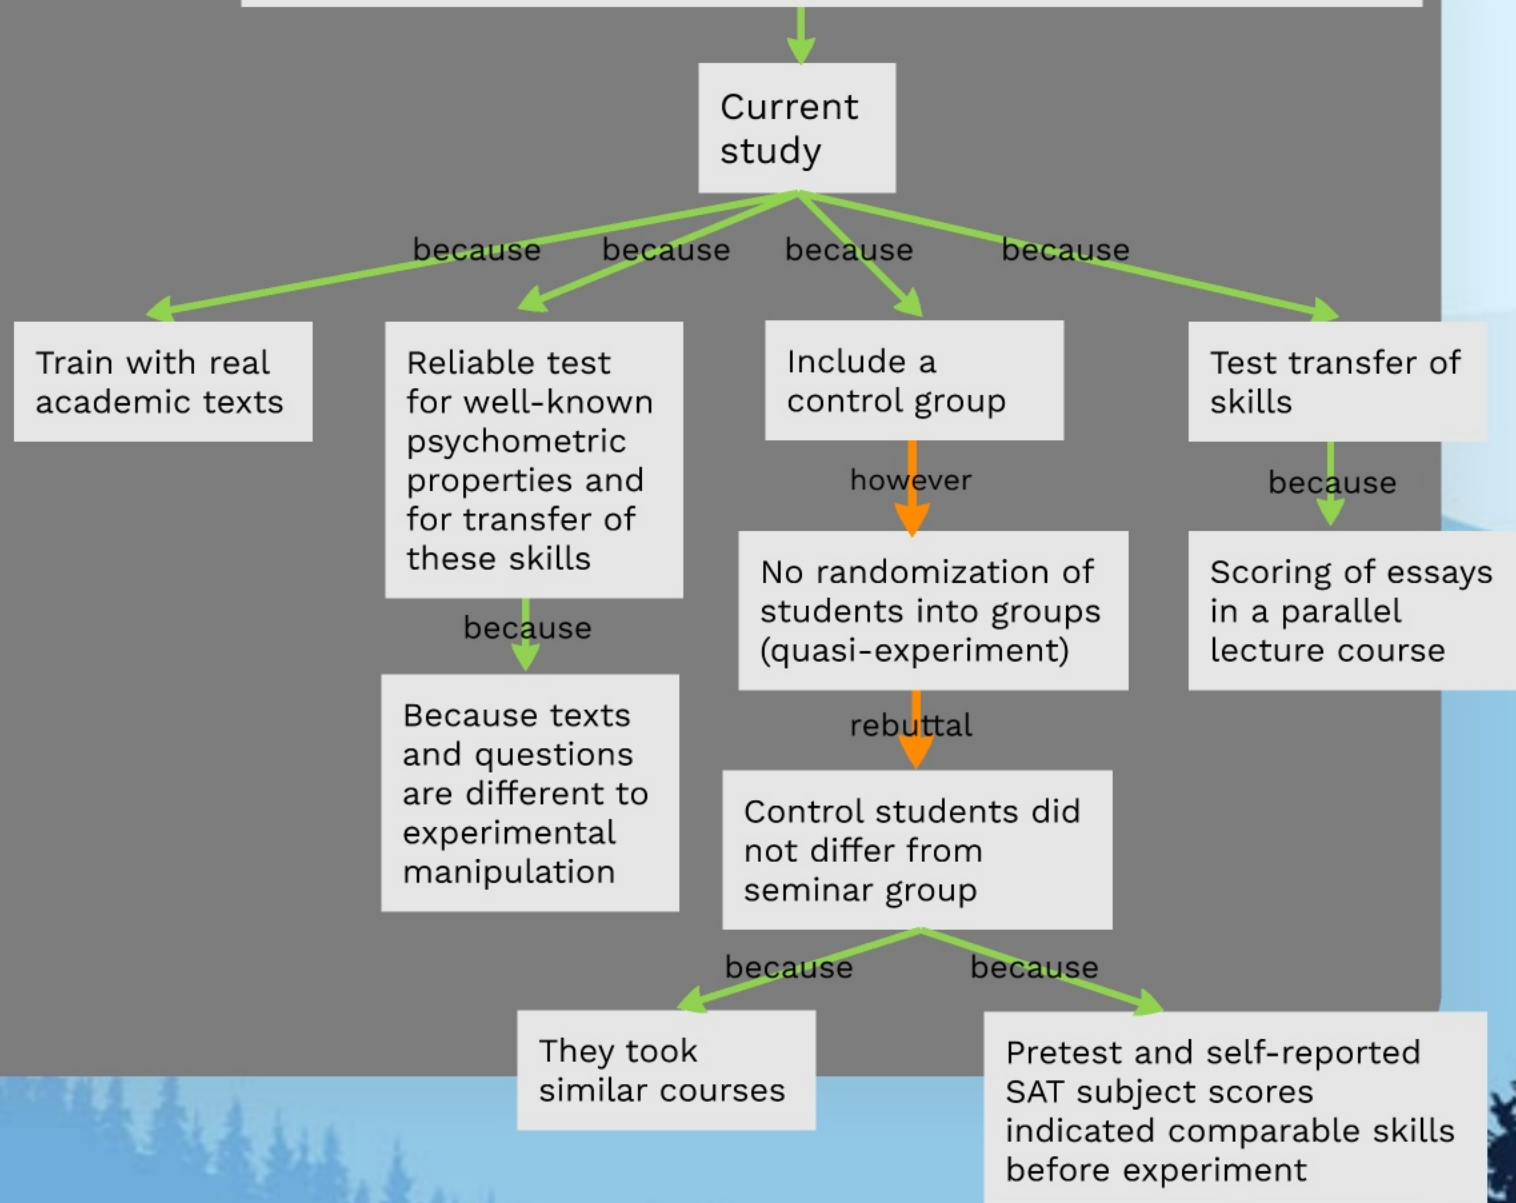 Current
study
because
because
because
because
Train with real
academic texts
Reliable test
for well-known
psychometric
properties and
for transfer of
these skills
Include a
control group
Test transfer of
skills
however
because
No randomization of
students into groups
(quasi-experiment)
Scoring of essays
in a parallel
lecture course
because
Because texts
and questions
are different to
experimental
manipulation
rebuttal
Control students did
not differ from
seminar group
because
because
They took
similar courses
Pretest and self-reported
SAT subject scores
indicated comparable skills
before experiment